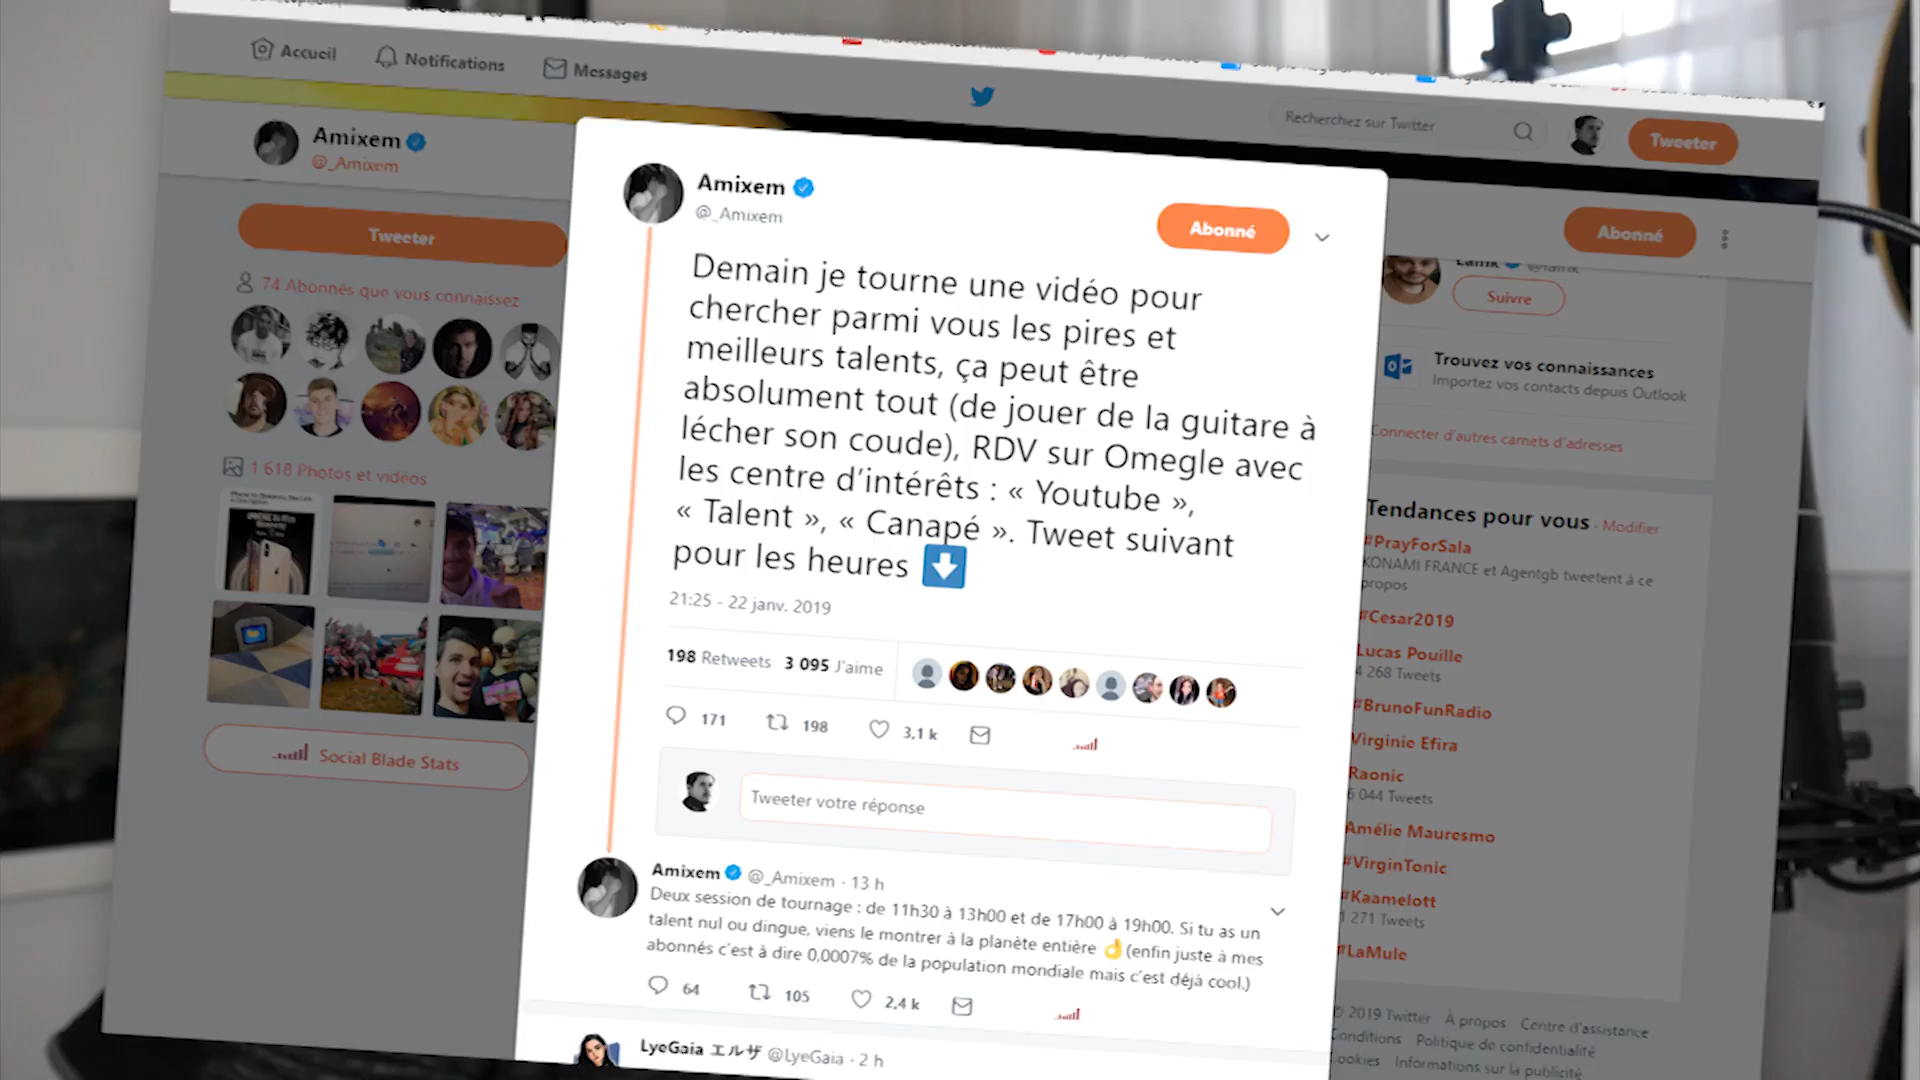 Accueil
Notifications
Messages
Recherchez sur Twitter
Tweeter
Amixem
@_Amixem
Tweeter
74 Abonnés que vous connaissez
1 618 Photos et vidéos
Social Blade Stats
Amixem
@_Amixem
Abonné
Demain je tourne une vidéo pour
chercher parmi vous les pires et
meilleurs talents, ça peut être
absolument tout (de jouer de la guitare à
lécher son coude), RDV sur Omegle avec
les centre d'intérêts : « Youtube »,
« Talent », « Canapé ». Tweet suivant
pour les heures ⬇️
21:25 - 22 janv. 2019
198 Retweets 3 095 J'aime
171 198 3,1 k
Tweeter votre réponse
Amixem @_Amixem · 13 h
Deux session de tournage : de 11h30 à 13h00 et de 17h00 à 19h00. Si tu as un
talent nul ou dingue, viens le montrer à la planète entière 👌(enfin juste à mes
abonnés c'est à dire 0,0007% de la population mondiale mais c'est déjà cool.)
64 105 2,4 k
LyeGaia エルザ @LyeGaia · 2 h
Abonné
Suivre
Trouvez vos connaissances
Importez vos contacts depuis Outlook
Connecter d'autres carnets d'adresses
Tendances pour vous · Modifier
#PrayForSala
KONAMI FRANCE et Agentgb tweetent à ce
propos
#Cesar2019
Lucas Pouille
4 268 Tweets
#BrunoFunRadio
Virginie Efira
Raonic
6 044 Tweets
Amélie Mauresmo
#VirginTonic
#Kaamelott
1 271 Tweets
#LaMule
© 2019 Twitter À propos Centre d'assistance
Conditions Politique de confidentialité
Cookies Informations sur la publicité